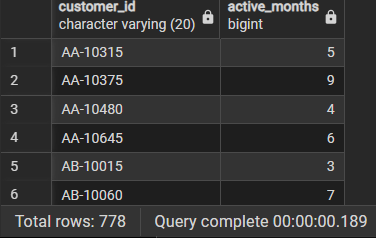 customer_id active_months
character varying (20) bigint
1 AA-10315 5
2 AA-10375 9
3 AA-10480 4
4 AA-10645 6
5 AB-10015 3
6 AB-10060 7
Total rows: 778 Query complete 00:00:00.189